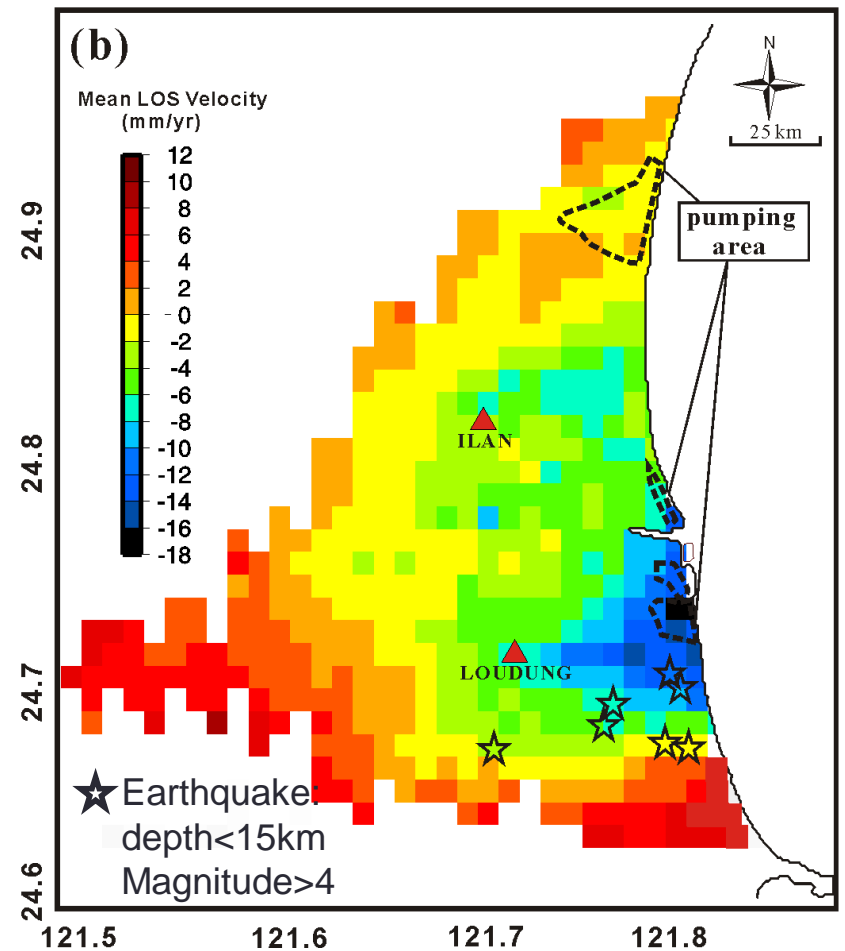 (b)
Mean LOS Velocity
(mm/yr)
12
10
8
6
4
2
0
-2
-4
-6
-8
-10
-12
-14
-16
-18
N
25 km
pumping
area
ILAN
LOUDUNG
Earthquake:
depth<15km
Magnitude>4
24.9
24.8
24.7
24.6
121.5 121.6 121.7 121.8